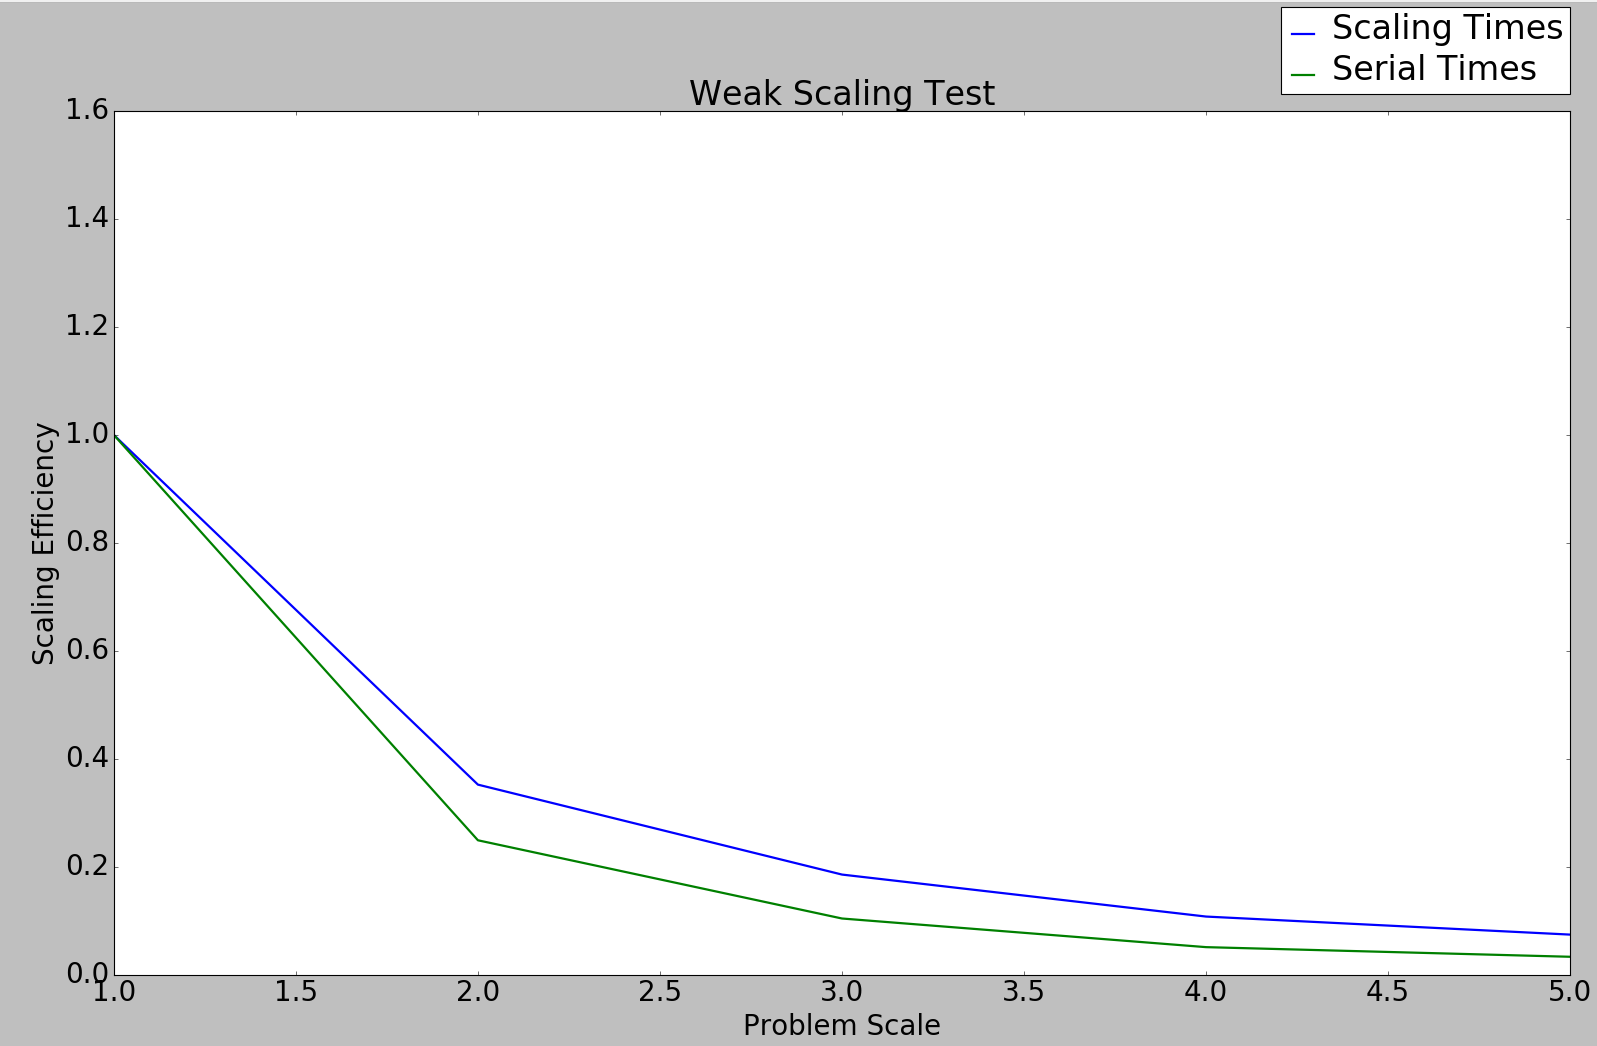 Scaling Times
Serial Times
Weak Scaling Test
1.6
1.4
1.2
1.0
0.8
0.6
0.4
0.2
0.0
Scaling Efficiency
1.0 1.5 2.0 2.5 3.0 3.5 4.0 4.5 5.0
Problem Scale